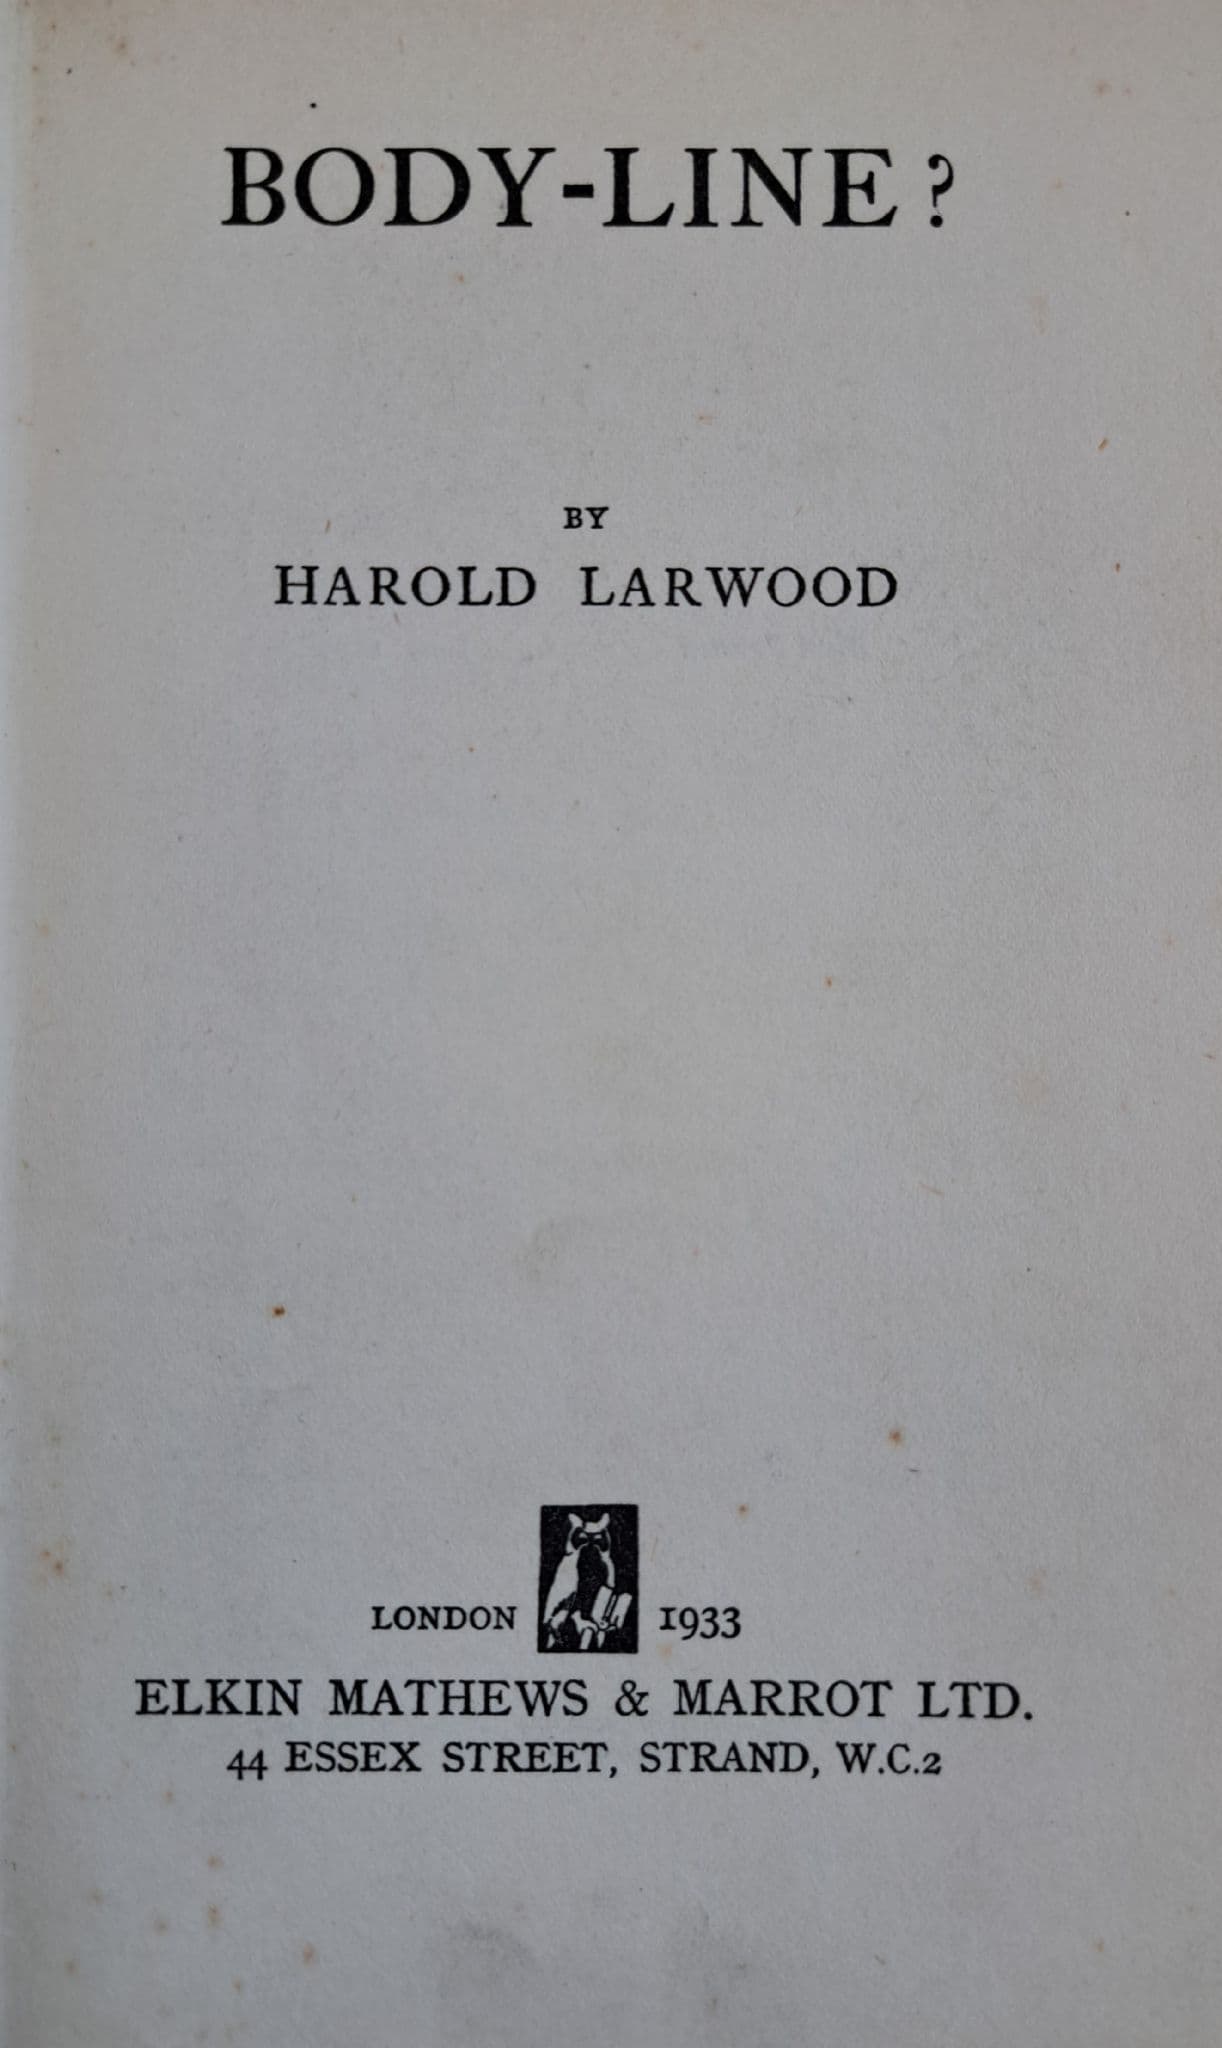 BODY-LINE?
BY
HAROLD LARWOOD
LONDON 1933
ELKIN MATHEWS & MARROT LTD.
44 ESSEX STREET, STRAND, W.C.2